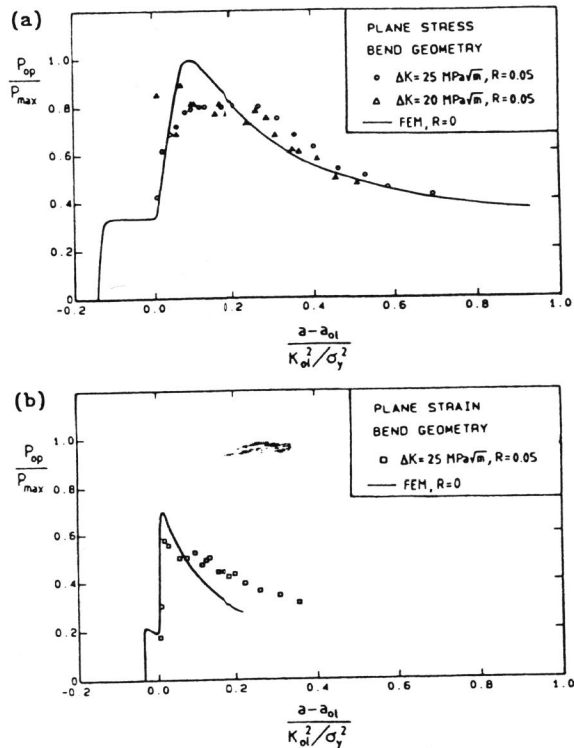 (a)
PLANE STRESS
BEND GEOMETRY
ΔK=25 MPa√m, R=0.05
ΔK=20 MPa√m, R=0.05
FEM, R=0
P_op
P_max
1.0
0.8
0.6
0.4
0.2
0
-0.2 0.0 0.2 0.4 0.6 0.8 1.0
a-a_ol
K_ol²/σ_y²
(b)
PLANE STRAIN
BEND GEOMETRY
ΔK=25 MPa√m, R=0.05
FEM, R=0
P_op
P_max
1.0
0.8
0.6
0.4
0.2
0
-0.2 0.0 0.2 0.4 0.6 0.8 1.0
a-a_ol
K_ol²/σ_y²